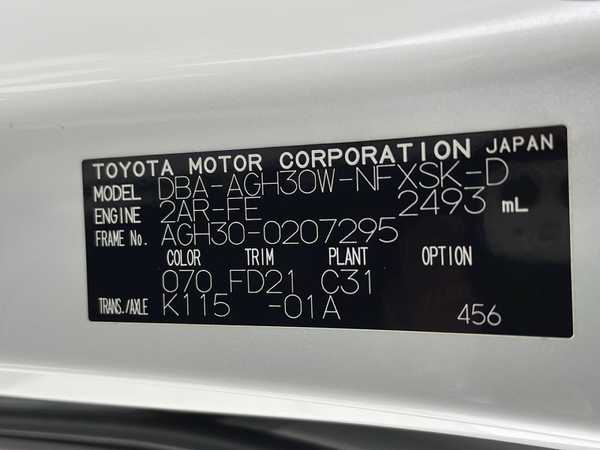 TOYOTA MOTOR CORPORATION JAPAN
MODEL DBA-AGH30W-NFXSK-D
ENGINE 2AR-FE 2493 mL
FRAME No. AGH30-0207295
COLOR TRIM PLANT OPTION
070 FD21 C31
TRANS./AXLE K115 -01A 456